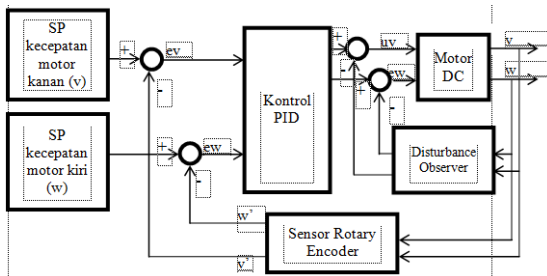 SP
kecepatan
motor
kanan (v)
+
ev
-
SP
kecepatan
motor
kiri (w)
+
ew
-
Kontrol
PID
+
uv
-
+
ew
-
Motor
DC
v
w
Disturbance
Observer
Sensor Rotary
Encoder
w'
v'